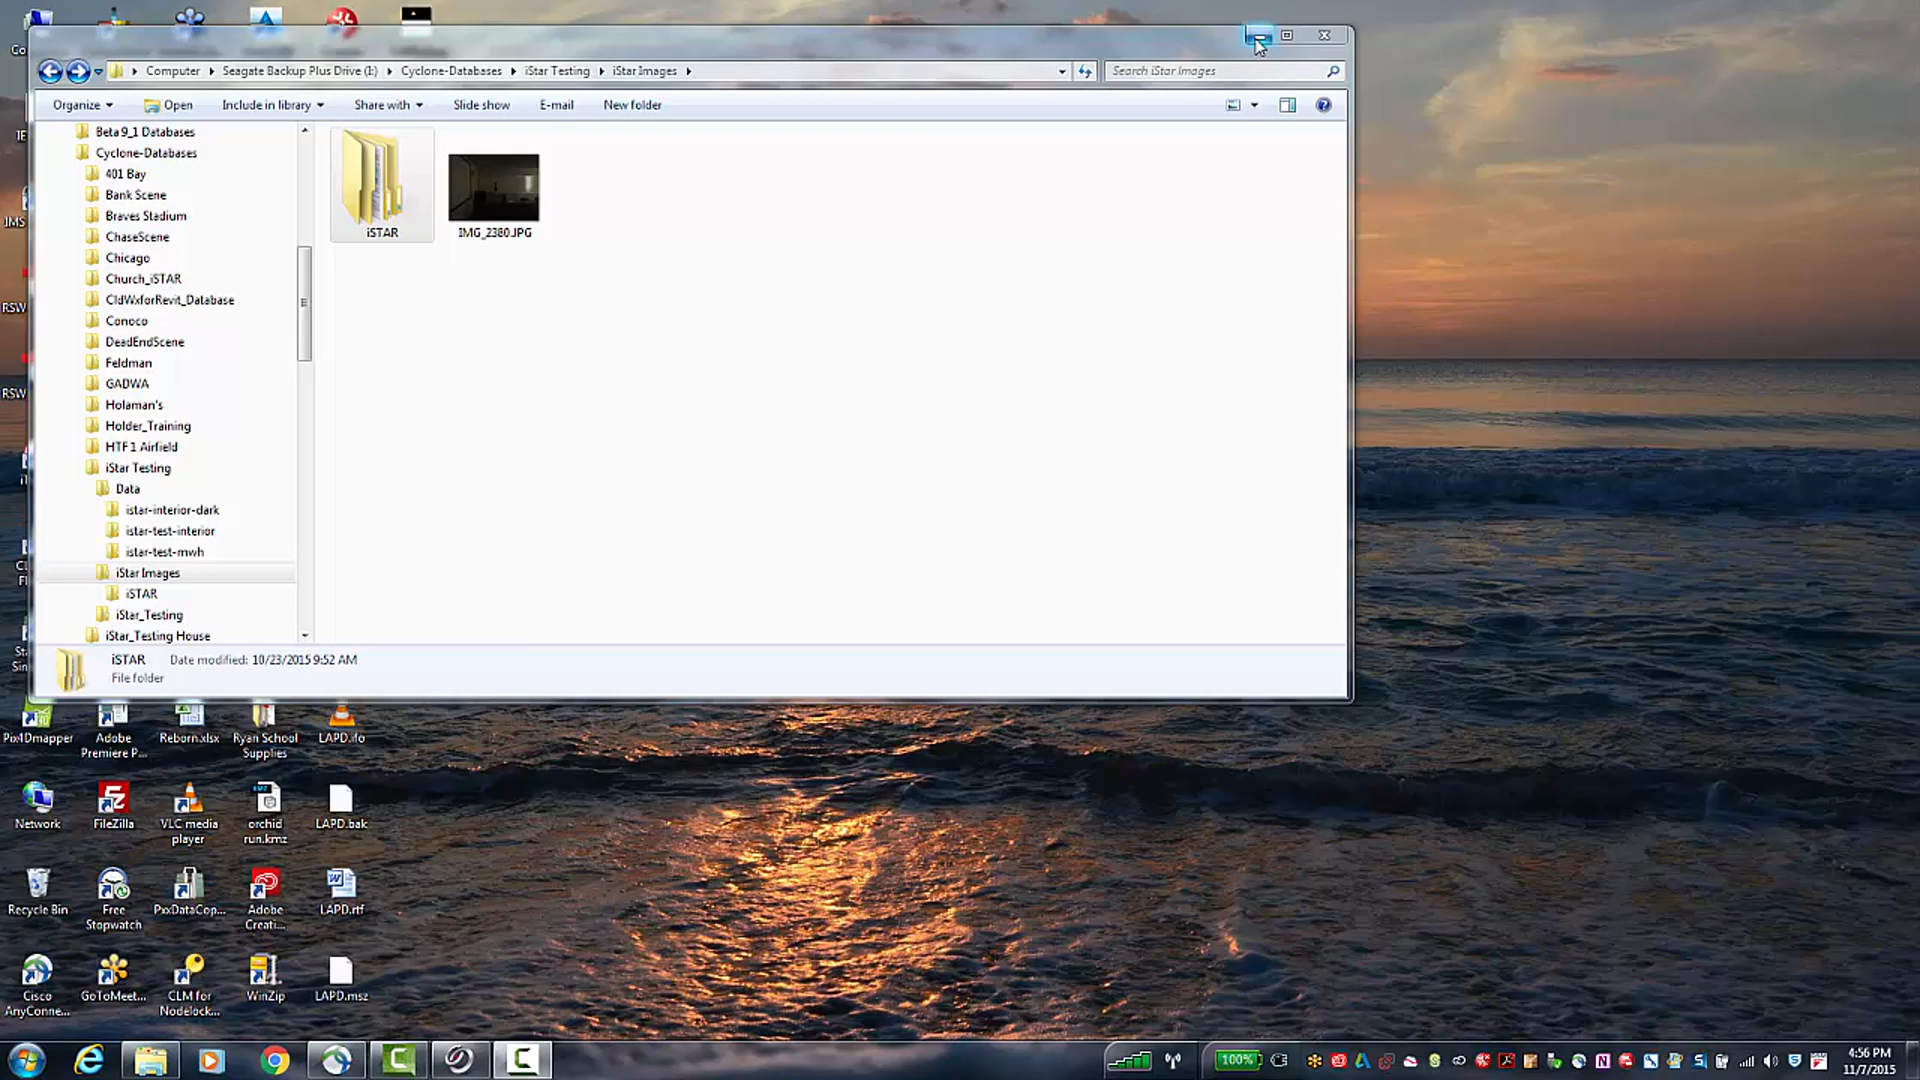 Computer Seagate Backup Plus Drive (I:) Cyclone-Databases iStar Testing iStar Images
Search iStar Images
Organize Open Include in library Share with Slide show E-mail New folder
Beta 9_1 Databases
Cyclone-Databases
401 Bay
Bank Scene
Braves Stadium
ChaseScene
Chicago
Church_iSTAR
CldWxforRevit_Database
Conoco
DeadEndScene
Feldman
GADWA
Holaman's
Holder_Training
HTF 1 Airfield
iStar Testing
Data
istar-interior-dark
istar-test-interior
istar-test-mwh
iStar Images
iSTAR
iStar_Testing
iStar_Testing House
iSTAR
IMG_2380.JPG
iSTAR Date modified: 10/23/2015 9:52 AM
File folder
Go
JMS
RSW
RSW
Pix4Dmapper
Adobe
Premiere P...
Reborn.xlsx
Ryan School
Supplies
LAPD.ifo
Network
FileZilla
VLC media
player
orchid
run.kmz
LAPD.bak
Recycle Bin
Free
Stopwatch
PxxDataCop...
Adobe
Creati...
LAPD.rtf
Cisco
AnyConne...
GoToMeet...
CLM for
Nodelock...
WinZip
LAPD.msz
100%
4:56 PM
11/7/2015